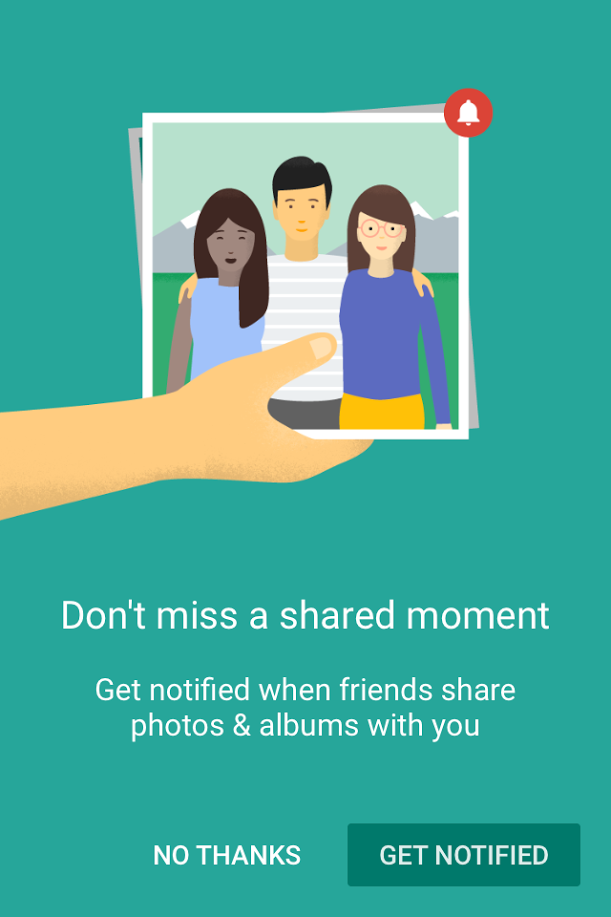 Don't miss a shared moment
Get notified when friends share
photos & albums with you
NO THANKS
GET NOTIFIED